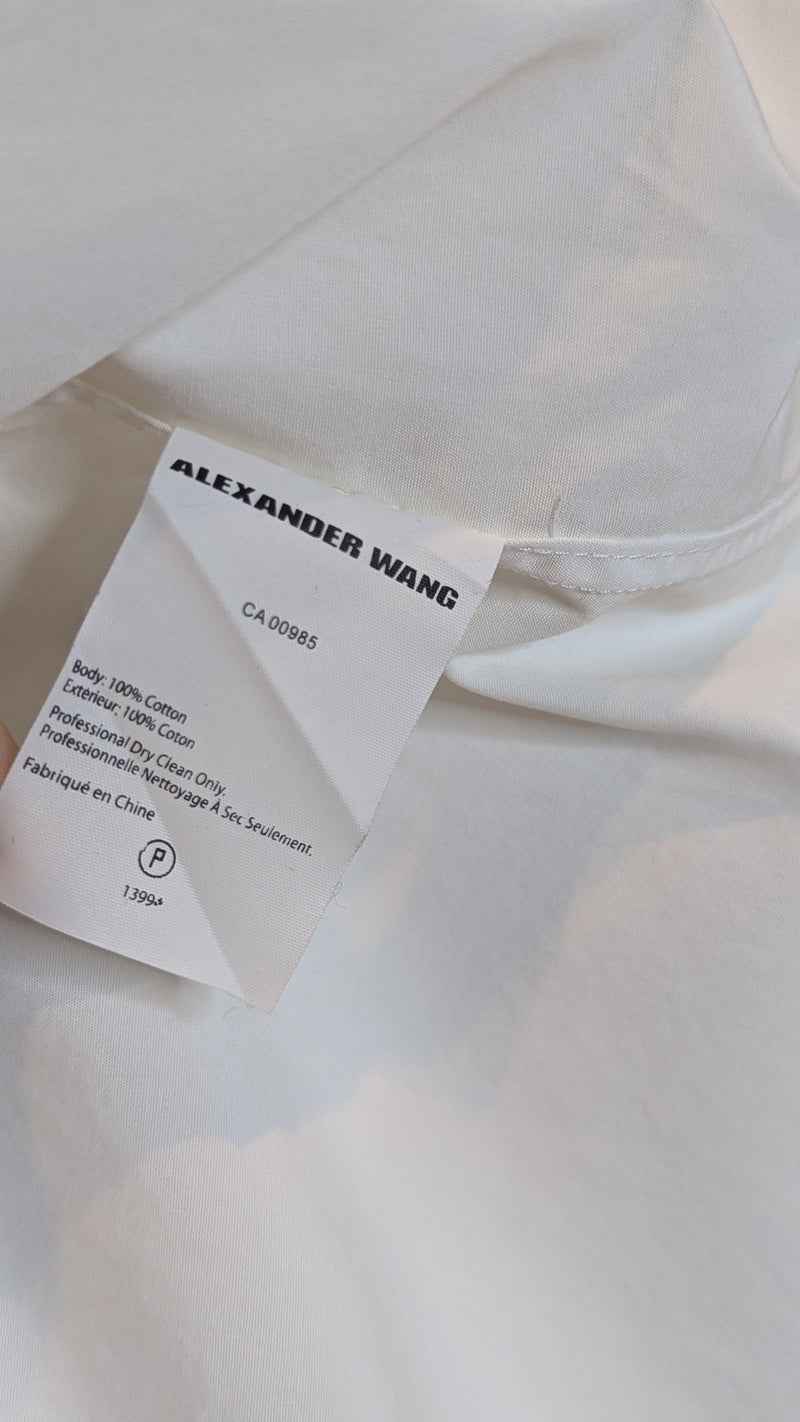 ALEXANDER WANG
CA 00985
Body: 100% Cotton
Exterieur: 100% Coton
Professional Dry Clean Only.
Professionnelle Nettoyage À Sec Seulement.
Fabriqué en Chine
P
1399